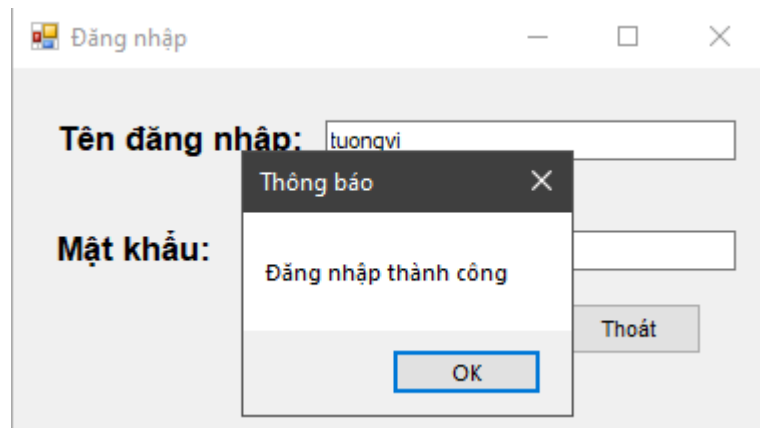 Đăng nhập
Tên đăng nhập: tuongvi
Thông báo
Mật khẩu:
Đăng nhập thành công
Thoát
OK